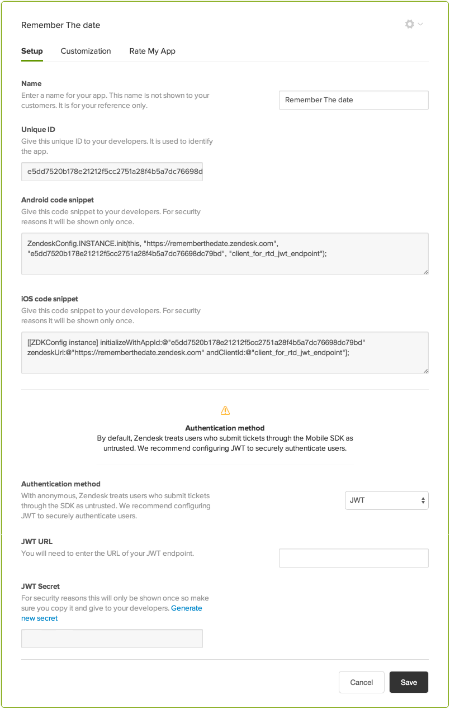 Remember The date
Setup Customization Rate My App
Name
Enter a name for your app. This name is not shown to your
customers. It is for your reference only.
Remember The date
Unique ID
Give this unique ID to your developers. It is used to identify
the app.
e5dd7520b178e21212f5cc2751a28f4b5a7dc76698d
Android code snippet
Give this code snippet to your developers. For security
reasons it will be shown only once.
ZendeskConfig.INSTANCE.init(this, "https://rememberthedate.zendesk.com",
"e5dd7520b178e21212f5cc2751a28f4b5a7dc76698dc79bd", "client_for_rtd_jwt_endpoint");
iOS code snippet
Give this code snippet to your developers. For security
reasons it will be shown only once.
[[ZDKConfig instance] initializeWithAppId:@"e5dd7520b178e21212f5cc2751a28f4b5a7dc76698dc79bd"
zendeskUrl:@"https://rememberthedate.zendesk.com" andClientId:@"client_for_rtd_jwt_endpoint"];
Authentication method
By default, Zendesk treats users who submit tickets through the Mobile SDK as
untrusted. We recommend configuring JWT to securely authenticate users.
Authentication method
With anonymous, Zendesk treats users who submit tickets
through the SDK as untrusted. We recommend configuring
JWT to securely authenticate users.
JWT
JWT URL
You will need to enter the URL of your JWT endpoint.
JWT Secret
For security reasons this will only be shown once so make
sure you copy it and give to your developers. Generate
new secret
Cancel Save